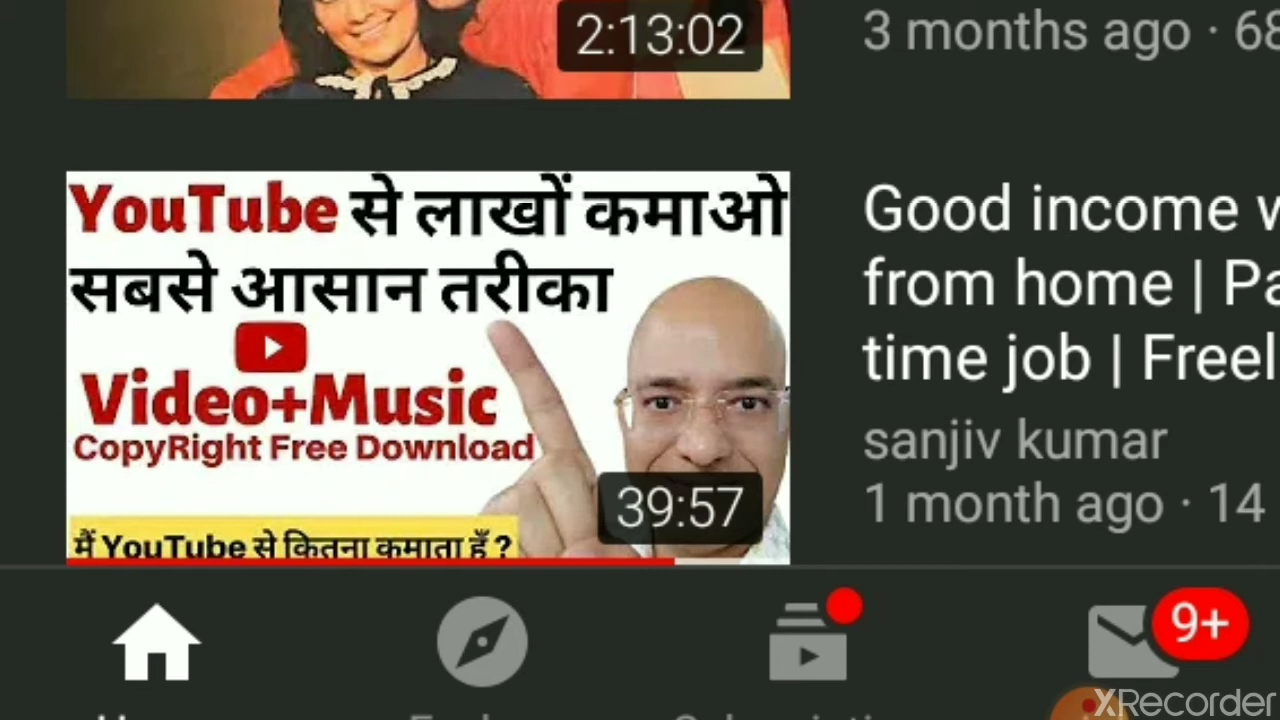 2:13:02
3 months ago · 68
YouTube से लाखों कमाओ
सबसे आसान तरीका
Video+Music
CopyRight Free Download
मैं YouTube से कितना कमाता हूँ ?
39:57
Good income w
from home | Pa
time job | Freel
sanjiv kumar
1 month ago · 14
9+
XRecorder